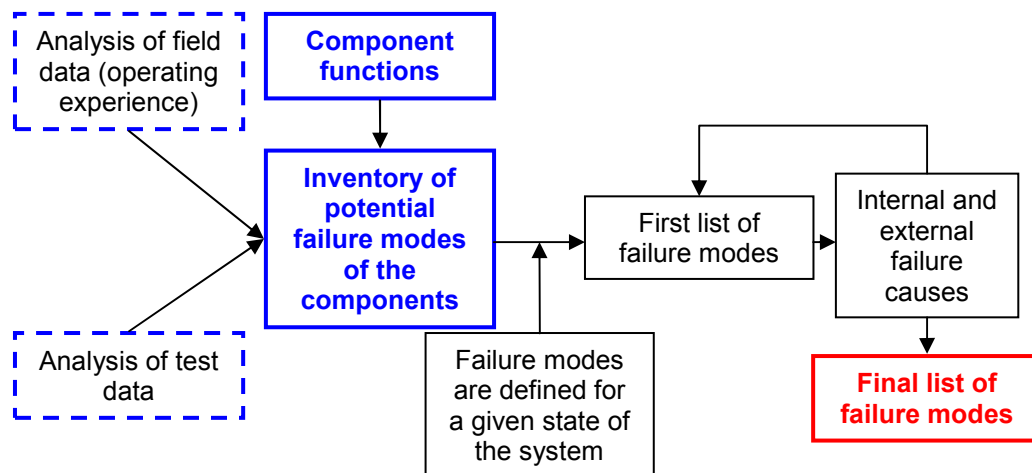 Analysis of field
data (operating
experience)
Component
functions
Inventory of
potential
failure modes
of the
components
First list of
failure modes
Internal and
external
failure
causes
Analysis of test
data
Failure modes
are defined for
a given state of
the system
Final list of
failure modes